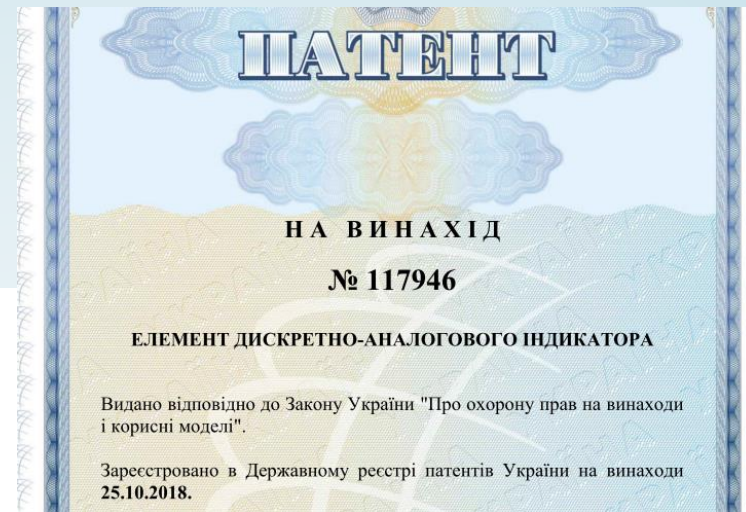 ПАТЕНТ
НА ВИНАХІД
№ 117946
ЕЛЕМЕНТ ДИСКРЕТНО-АНАЛОГОВОГО ІНДИКАТОРА
Видано відповідно до Закону України "Про охорону прав на винаходи
і корисні моделі".
Зареєстровано в Державному реєстрі патентів України на винаходи
25.10.2018.